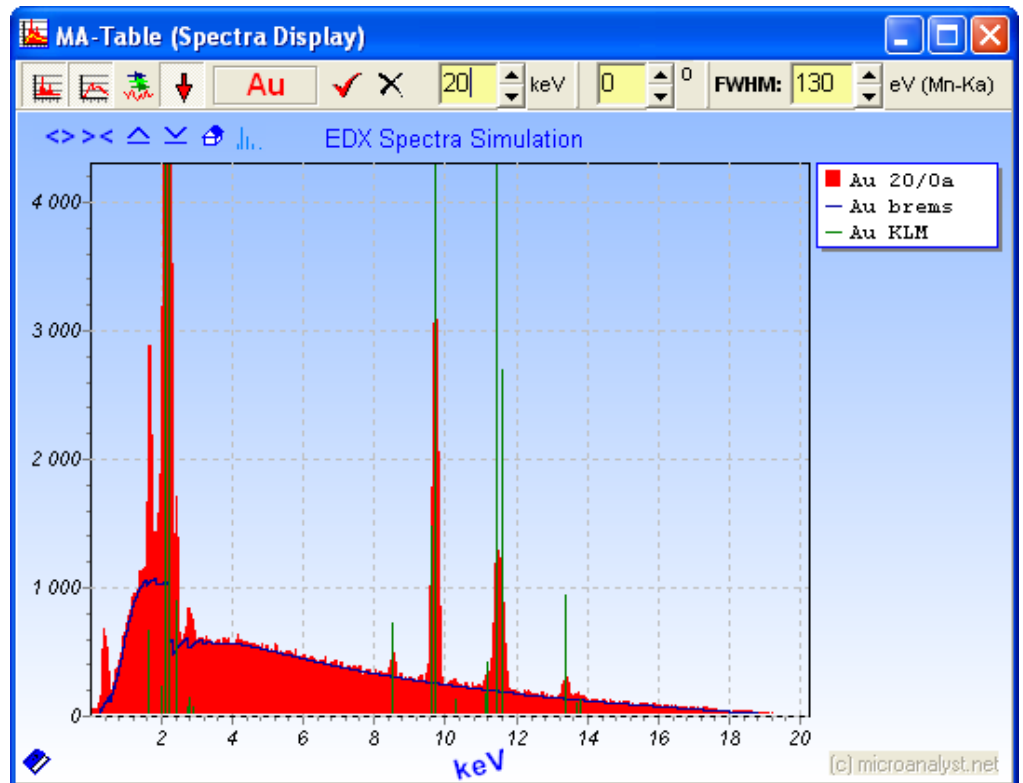 MA-Table (Spectra Display)
Au 20 keV 0 ° FWHM: 130 eV (Mn-Ka)
<> >< EDX Spectra Simulation
Au 20/0a
Au brems
Au KLM
4 000
3 000
2 000
1 000
0
2 4 6 8 10 12 14 16 18 20
keV
(c) microanalyst.net